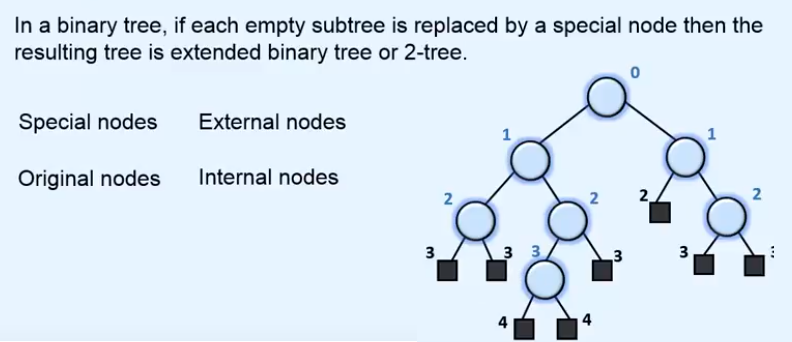 In a binary tree, if each empty subtree is replaced by a special node then the
resulting tree is extended binary tree or 2-tree.
0
Special nodes External nodes
1 1
Original nodes Internal nodes
2 2 2 2
3 3 3 3 3
4 4